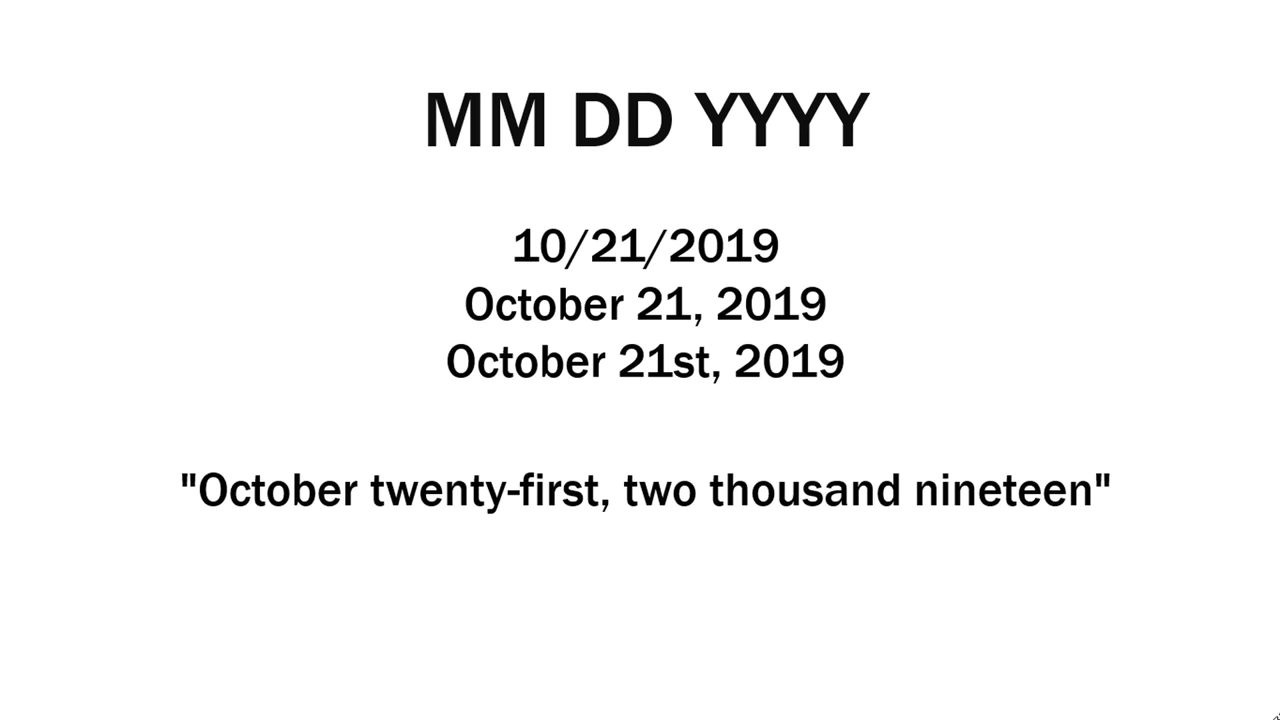 MM DD YYYY
10/21/2019
October 21, 2019
October 21st, 2019
"October twenty-first, two thousand nineteen"